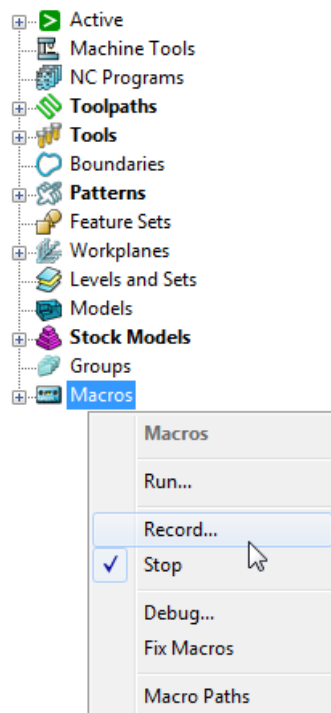 Active
Machine Tools
NC Programs
Toolpaths
Tools
Boundaries
Patterns
Feature Sets
Workplanes
Levels and Sets
Models
Stock Models
Groups
Macros
Macros
Run...
Record...
Stop
Debug...
Fix Macros
Macro Paths